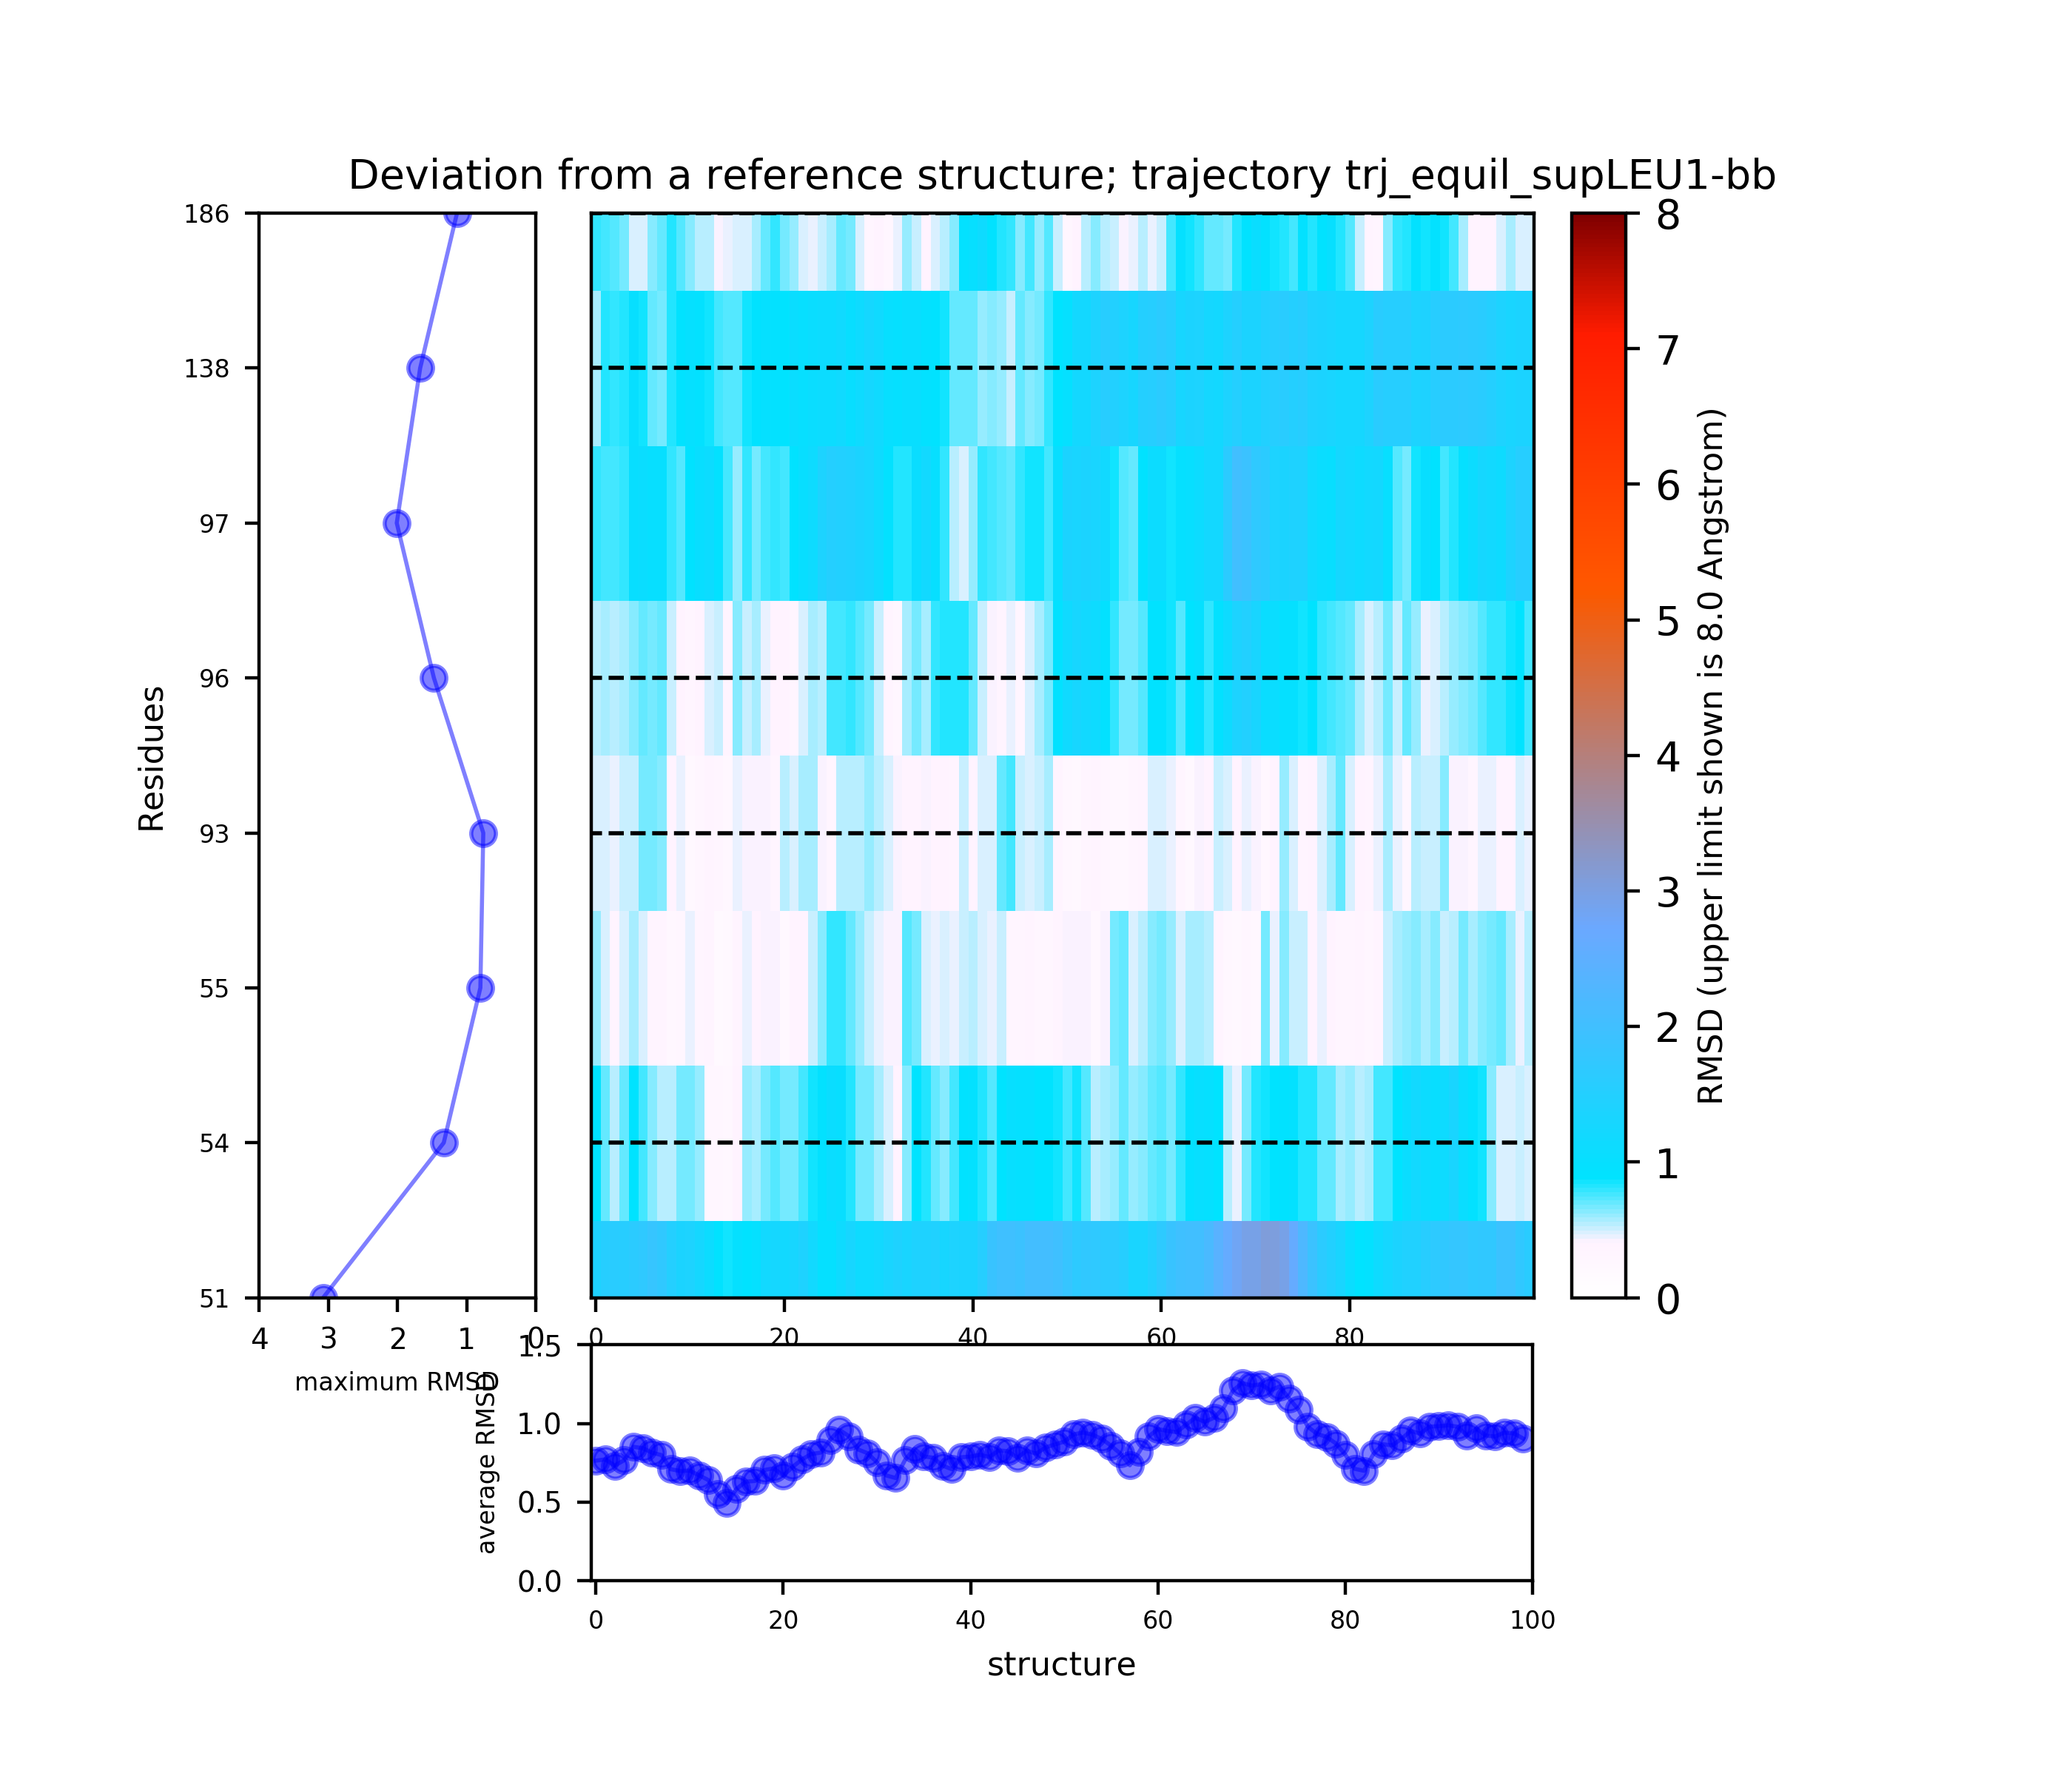 Deviation from a reference structure; trajectory trj_equil_supLEU1-bb
Residues
186
138
97
96
93
55
54
51
4 3 2 1 0
maximum RMSD
0 20 40 60 80
8
7
6
5
4
3
2
1
0
RMSD (upper limit shown is 8.0 Angstrom)
average RMSD
1.5
1.0
0.5
0.0
0 20 40 60 80 100
structure